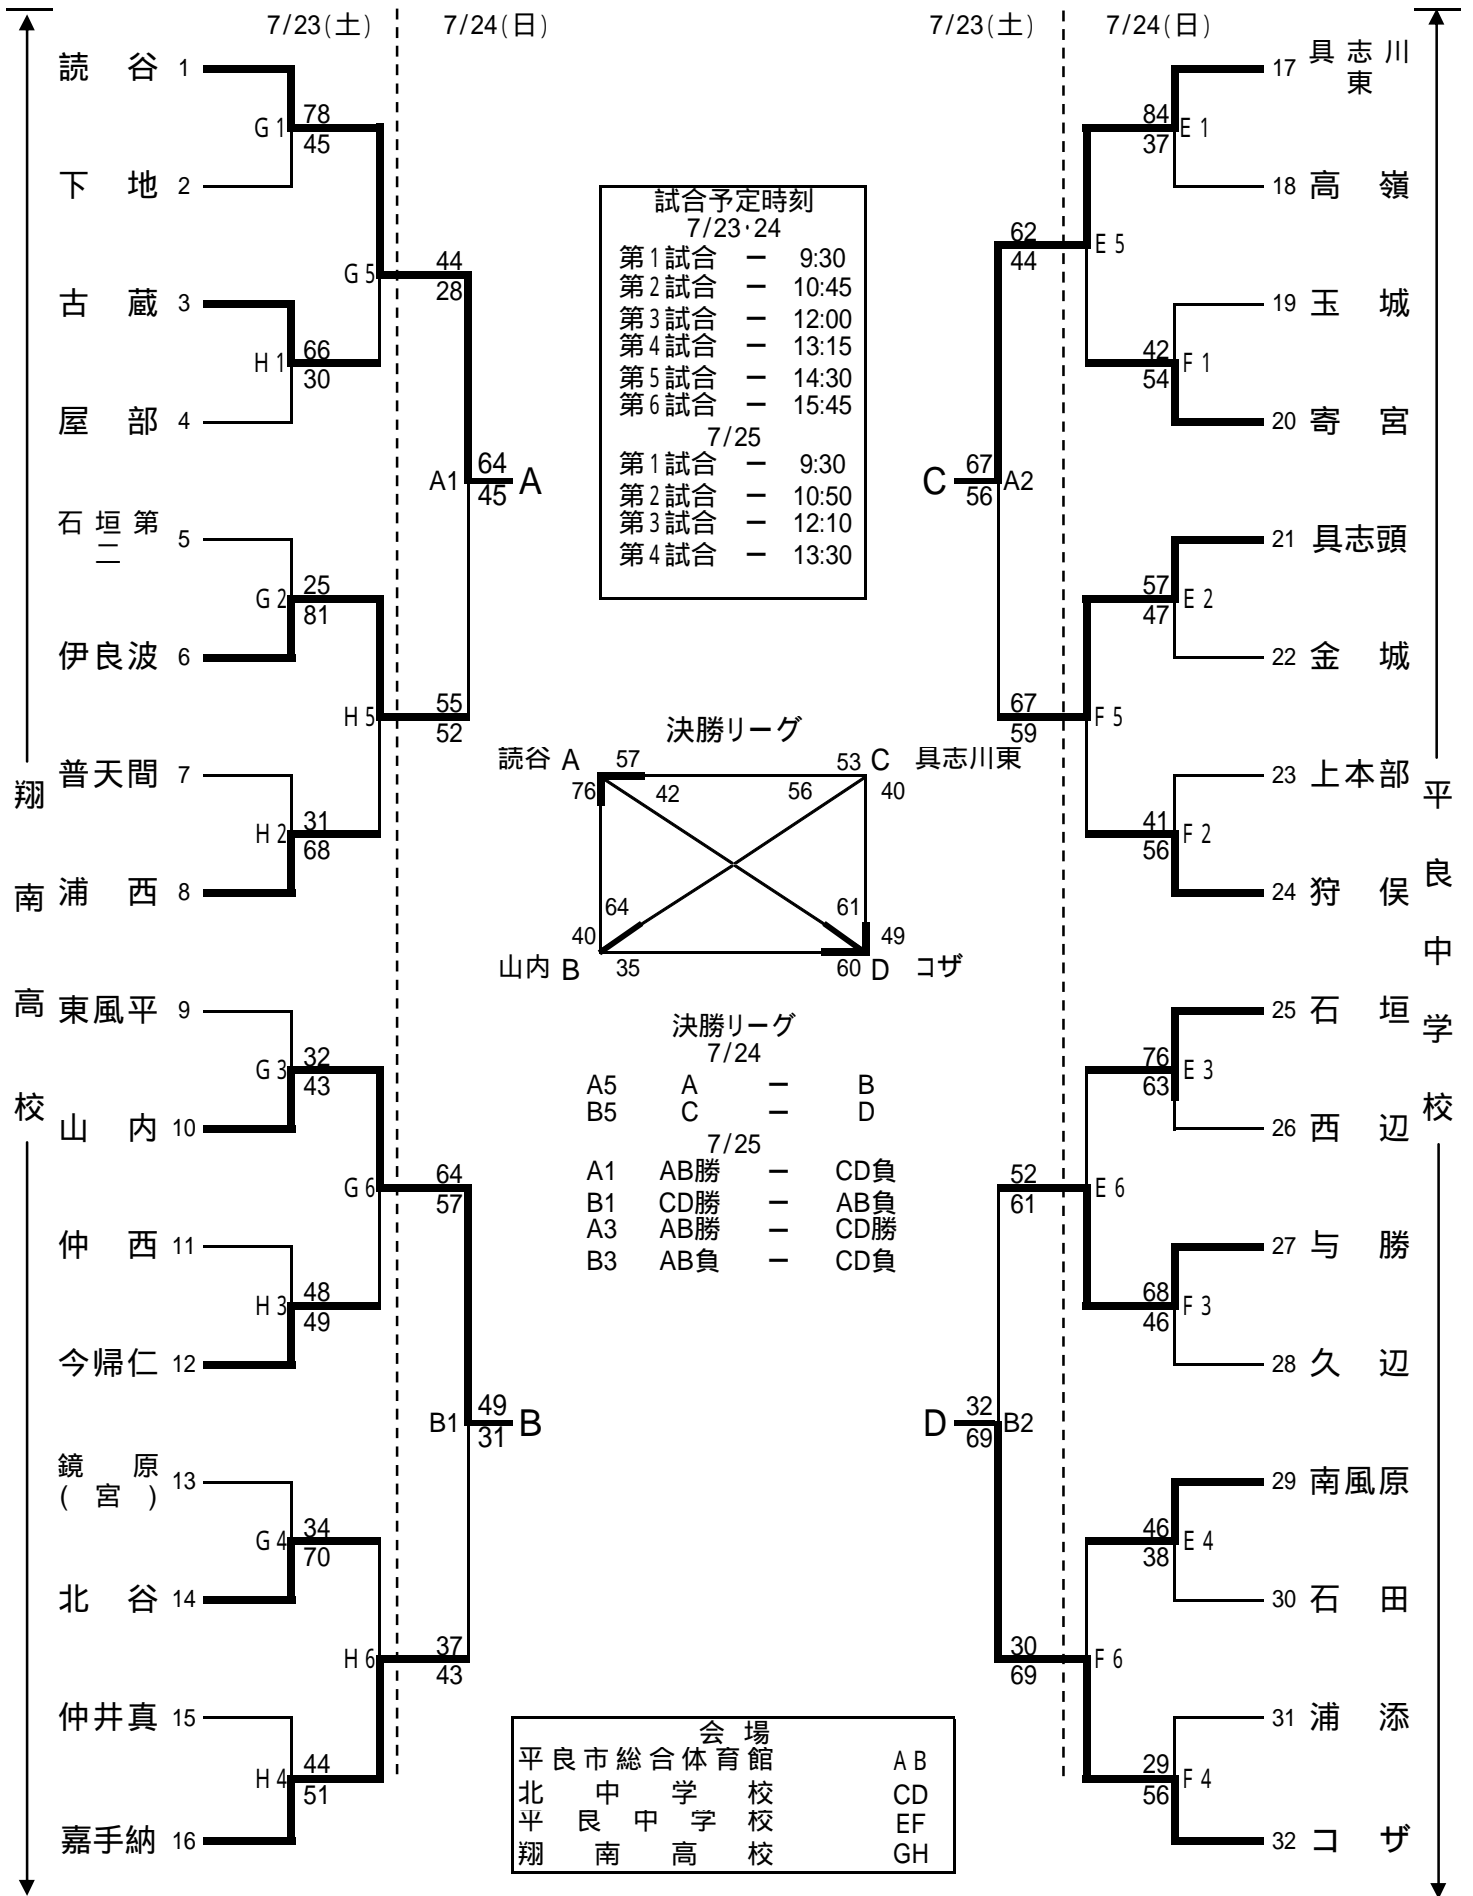 7/23(土) 7/24(日) 7/23(土) 7/24(日)
読谷 1
G1 78
45
下地 2
G5 44
28
古蔵 3
H1 66
30
屋部 4
A1 64 A
45
石垣第二 5
G2 25
81
伊良波 6
H5 55
52
普天間 7
H2 31
68
浦西 8
東風平 9
G3 32
43
山内 10
G6 64
57
仲西 11
H3 48
49
今帰仁 12
B1 49 B
31
鏡原(宮) 13
G4 34
70
北谷 14
H6 37
43
仲井真 15
H4 44
51
嘉手納 16
翔南高校
試合予定時刻
7/23・24
第1試合 ー 9:30
第2試合 ー 10:45
第3試合 ー 12:00
第4試合 ー 13:15
第5試合 ー 14:30
第6試合 ー 15:45
7/25
第1試合 ー 9:30
第2試合 ー 10:50
第3試合 ー 12:10
第4試合 ー 13:30
決勝リーグ
読谷 A 57 53 C 具志川東
76 42 56 40
64 61
40 49
山内 B 35 60 D コザ
決勝リーグ
7/24
A5 A ー B
B5 C ー D
7/25
A1 AB勝 ー CD負
B1 CD勝 ー AB負
A3 AB勝 ー CD勝
B3 AB負 ー CD負
会場
平良市総合体育館 AB
北中学校 CD
平良中学校 EF
翔南高校 GH
17 具志川東
84 E1
37
18 高嶺
62 E5
44
19 玉城
42 F1
54
20 寄宮
C 67 A2
56
21 具志頭
57 E2
47
22 金城
67 F5
59
23 上本部
41 F2
56
24 狩俣
25 石垣
76 E3
63
26 西辺
52 E6
61
27 与勝
68 F3
46
28 久辺
D 32 B2
69
29 南風原
46 E4
38
30 石田
30 F6
69
31 浦添
29 F4
56
32 コザ
平良中学校